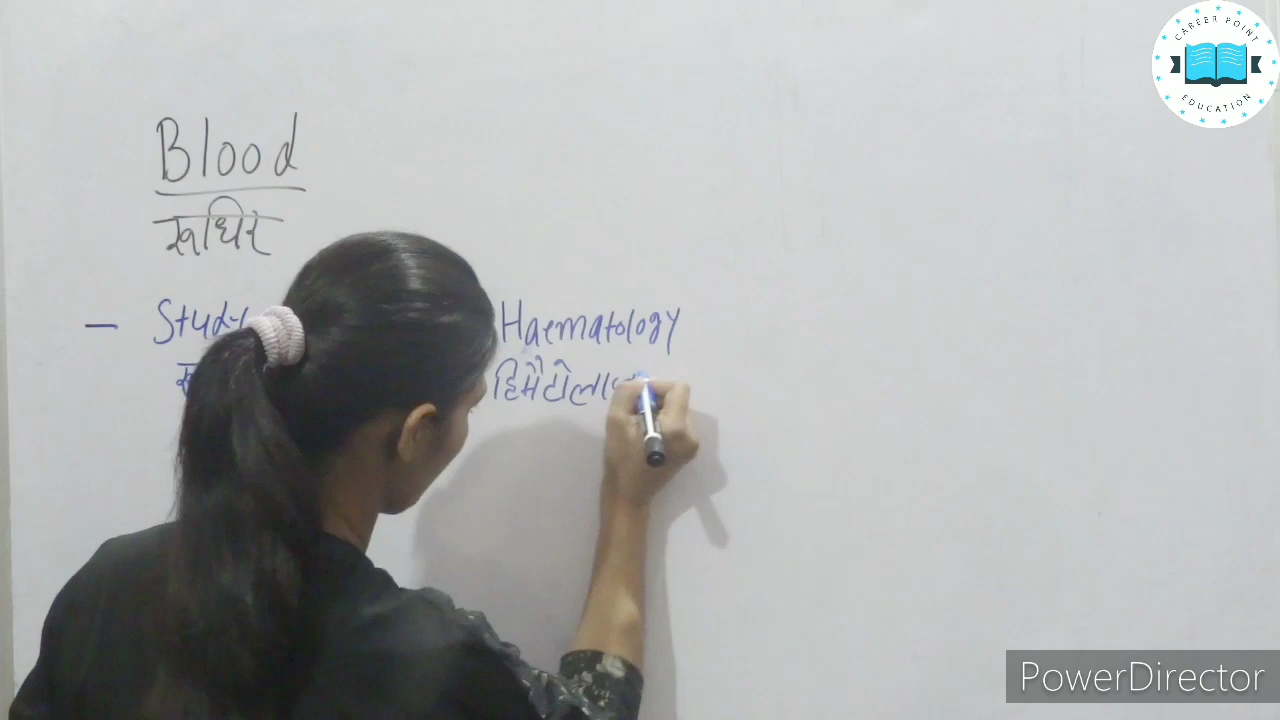 CAREER POINT
EDUCATION
Blood
रूधिर
- Study Haematology
हिमैटोला
PowerDirector